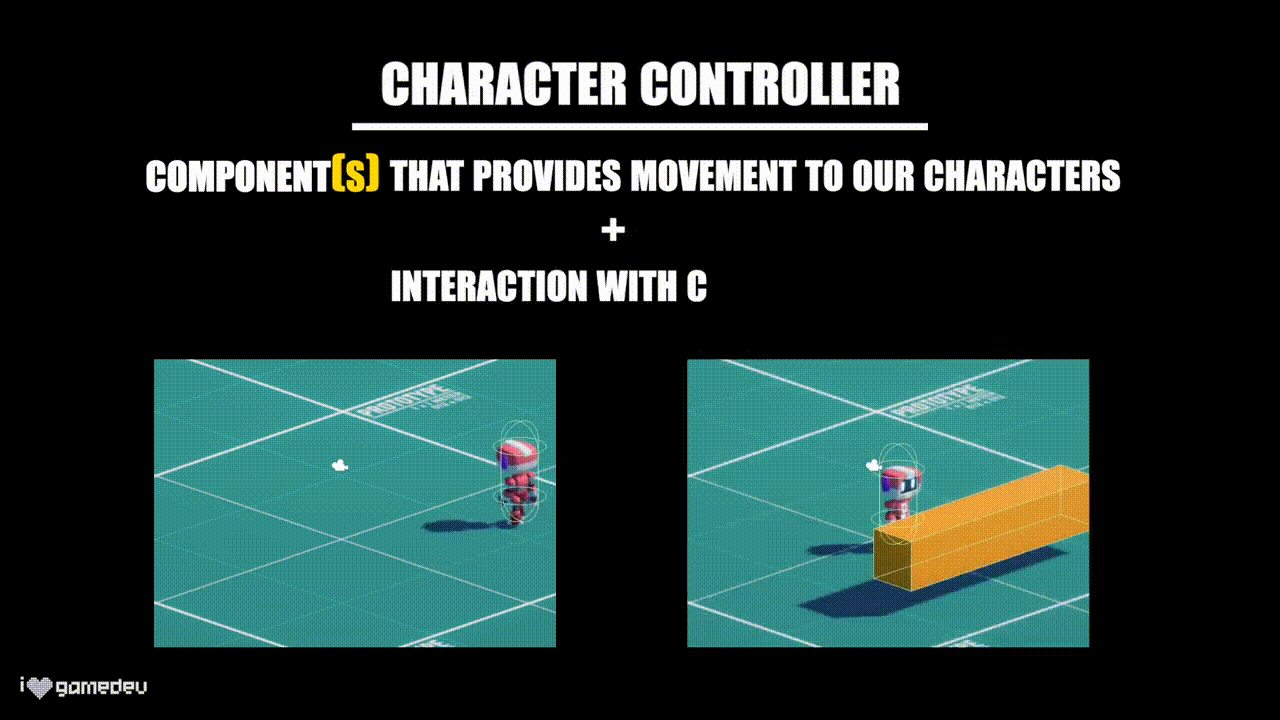 CHARACTER CONTROLLER
COMPONENT(S) THAT PROVIDES MOVEMENT TO OUR CHARACTERS
+
INTERACTION WITH C
PROTOTYPE
PROTOTYPE
i gamedev